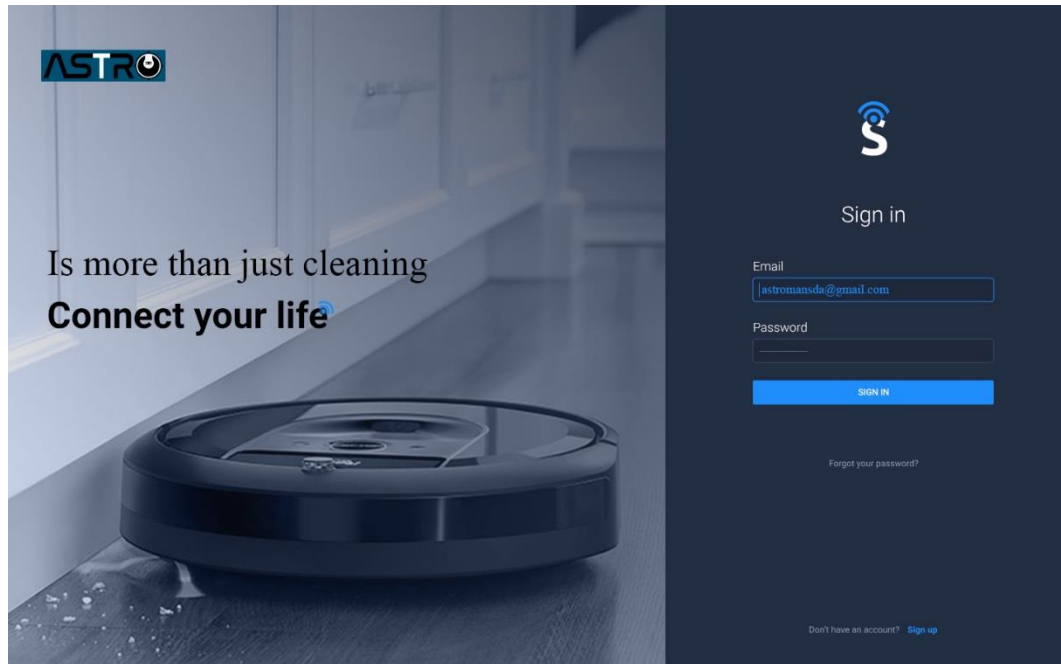 ASTRO
Is more than just cleaning
Connect your life
S
Sign in
Email
astromansda@gmail.com
Password
SIGN IN
Forgot your password?
Don't have an account? Sign up